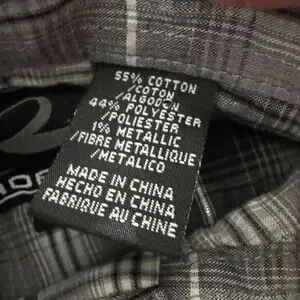 55% COTTON
/COTON
/ALGODON
44% POLYESTER
/POLIESTER
1% METALLIC
/FIBRE METALLIQUE
/METALICO
MADE IN CHINA
HECHO EN CHINA
FABRIQUE AU CHINE